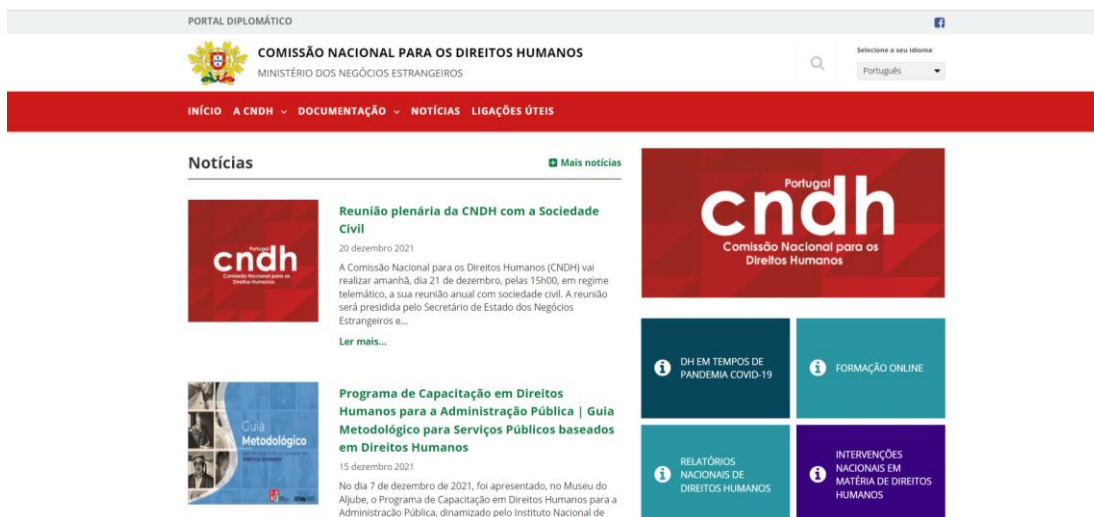 PORTAL DIPLOMÁTICO
COMISSÃO NACIONAL PARA OS DIREITOS HUMANOS
MINISTÉRIO DOS NEGÓCIOS ESTRANGEIROS
Selecione o seu idioma
Português
INÍCIO A CNDH DOCUMENTAÇÃO NOTÍCIAS LIGAÇÕES ÚTEIS
Notícias
Mais notícias
Portugal
cndh
Comissão Nacional para os
Direitos Humanos
Reunião plenária da CNDH com a Sociedade
Civil
20 dezembro 2021
A Comissão Nacional para os Direitos Humanos (CNDH) vai
realizar amanhã, dia 21 de dezembro, pelas 15h00, em regime
telemático, a sua reunião anual com sociedade civil. A reunião
será presidida pelo Secretário de Estado dos Negócios
Estrangeiros e...
Ler mais...
Guia
Metodológico
Programa de Capacitação em Direitos
Humanos para a Administração Pública | Guia
Metodológico para Serviços Públicos baseados
em Direitos Humanos
15 dezembro 2021
No dia 7 de dezembro de 2021, foi apresentado, no Museu do
Aljube, o Programa de Capacitação em Direitos Humanos para a
Administração Pública, dinamizado pelo Instituto Nacional de
Portugal
cndh
Comissão Nacional para os
Direitos Humanos
DH EM TEMPOS DE
PANDEMIA COVID-19
FORMAÇÃO ONLINE
RELATÓRIOS
NACIONAIS DE
DIREITOS HUMANOS
INTERVENÇÕES
NACIONAIS EM
MATÉRIA DE DIREITOS
HUMANOS